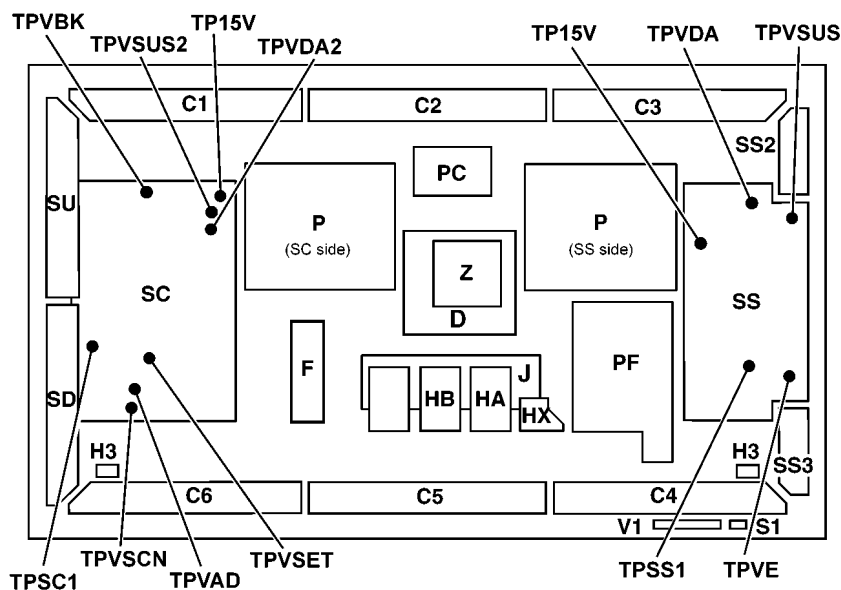 TPVBK
TP15V
TPVSUS2
TPVDA2
TP15V
TPVDA
TPVSUS
C1
C2
C3
SS2
PC
SU
P
(SC side)
P
(SS side)
Z
SC
D
SS
F
PF
J
SD
HB
HA
HX
H3
H3
SS3
C6
C5
C4
V1
S1
TPVSCN
TPVSET
TPSC1
TPVAD
TPSS1
TPVE